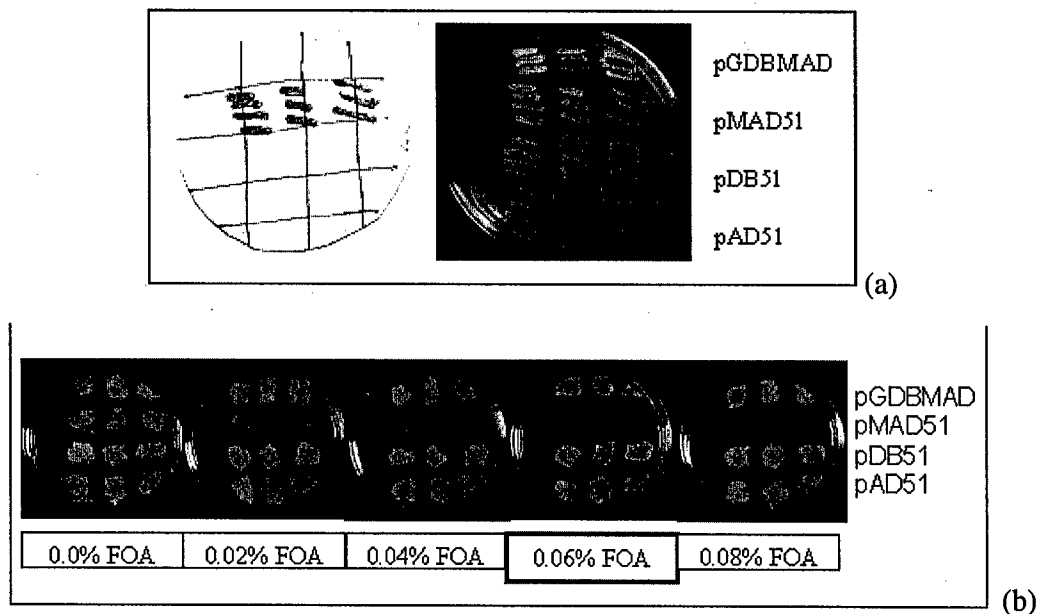 pGDBMAD
pMAD51
pDB51
pAD51
(a)
pGDBMAD
pMAD51
pDB51
pAD51
0.0% FOA
0.02% FOA
0.04% FOA
0.06% FOA
0.08% FOA
(b)